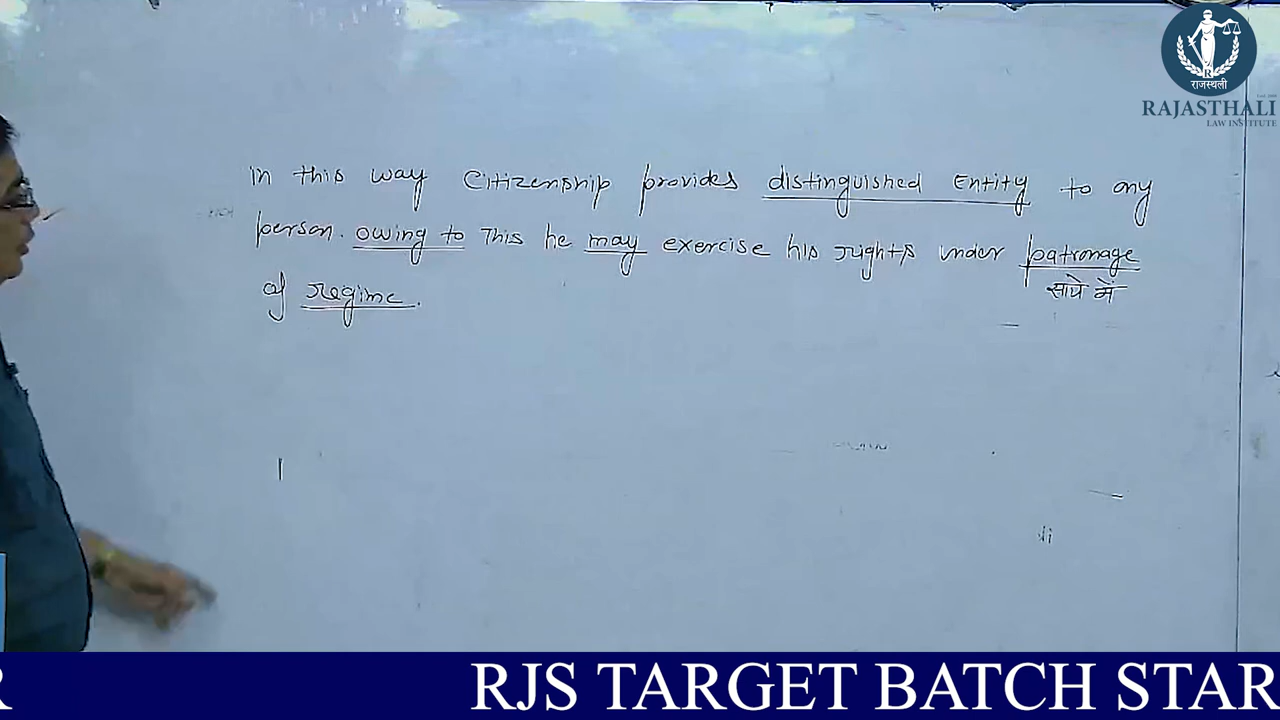 राजस्थली
RAJASTHALI
LAW INSTITUTE
In this way Citizenship provides distinguished Entity to any
person. owing to This he may exercise his rights under patronage
साये में
of regime.
RJS TARGET BATCH STAR